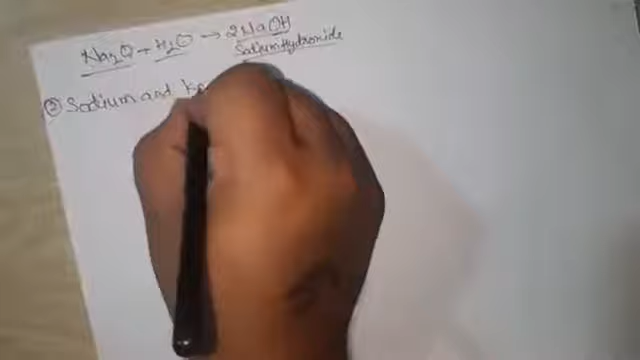 Na₂O + H₂O → 2NaOH
Sodium Hydroxide
② Sodium and